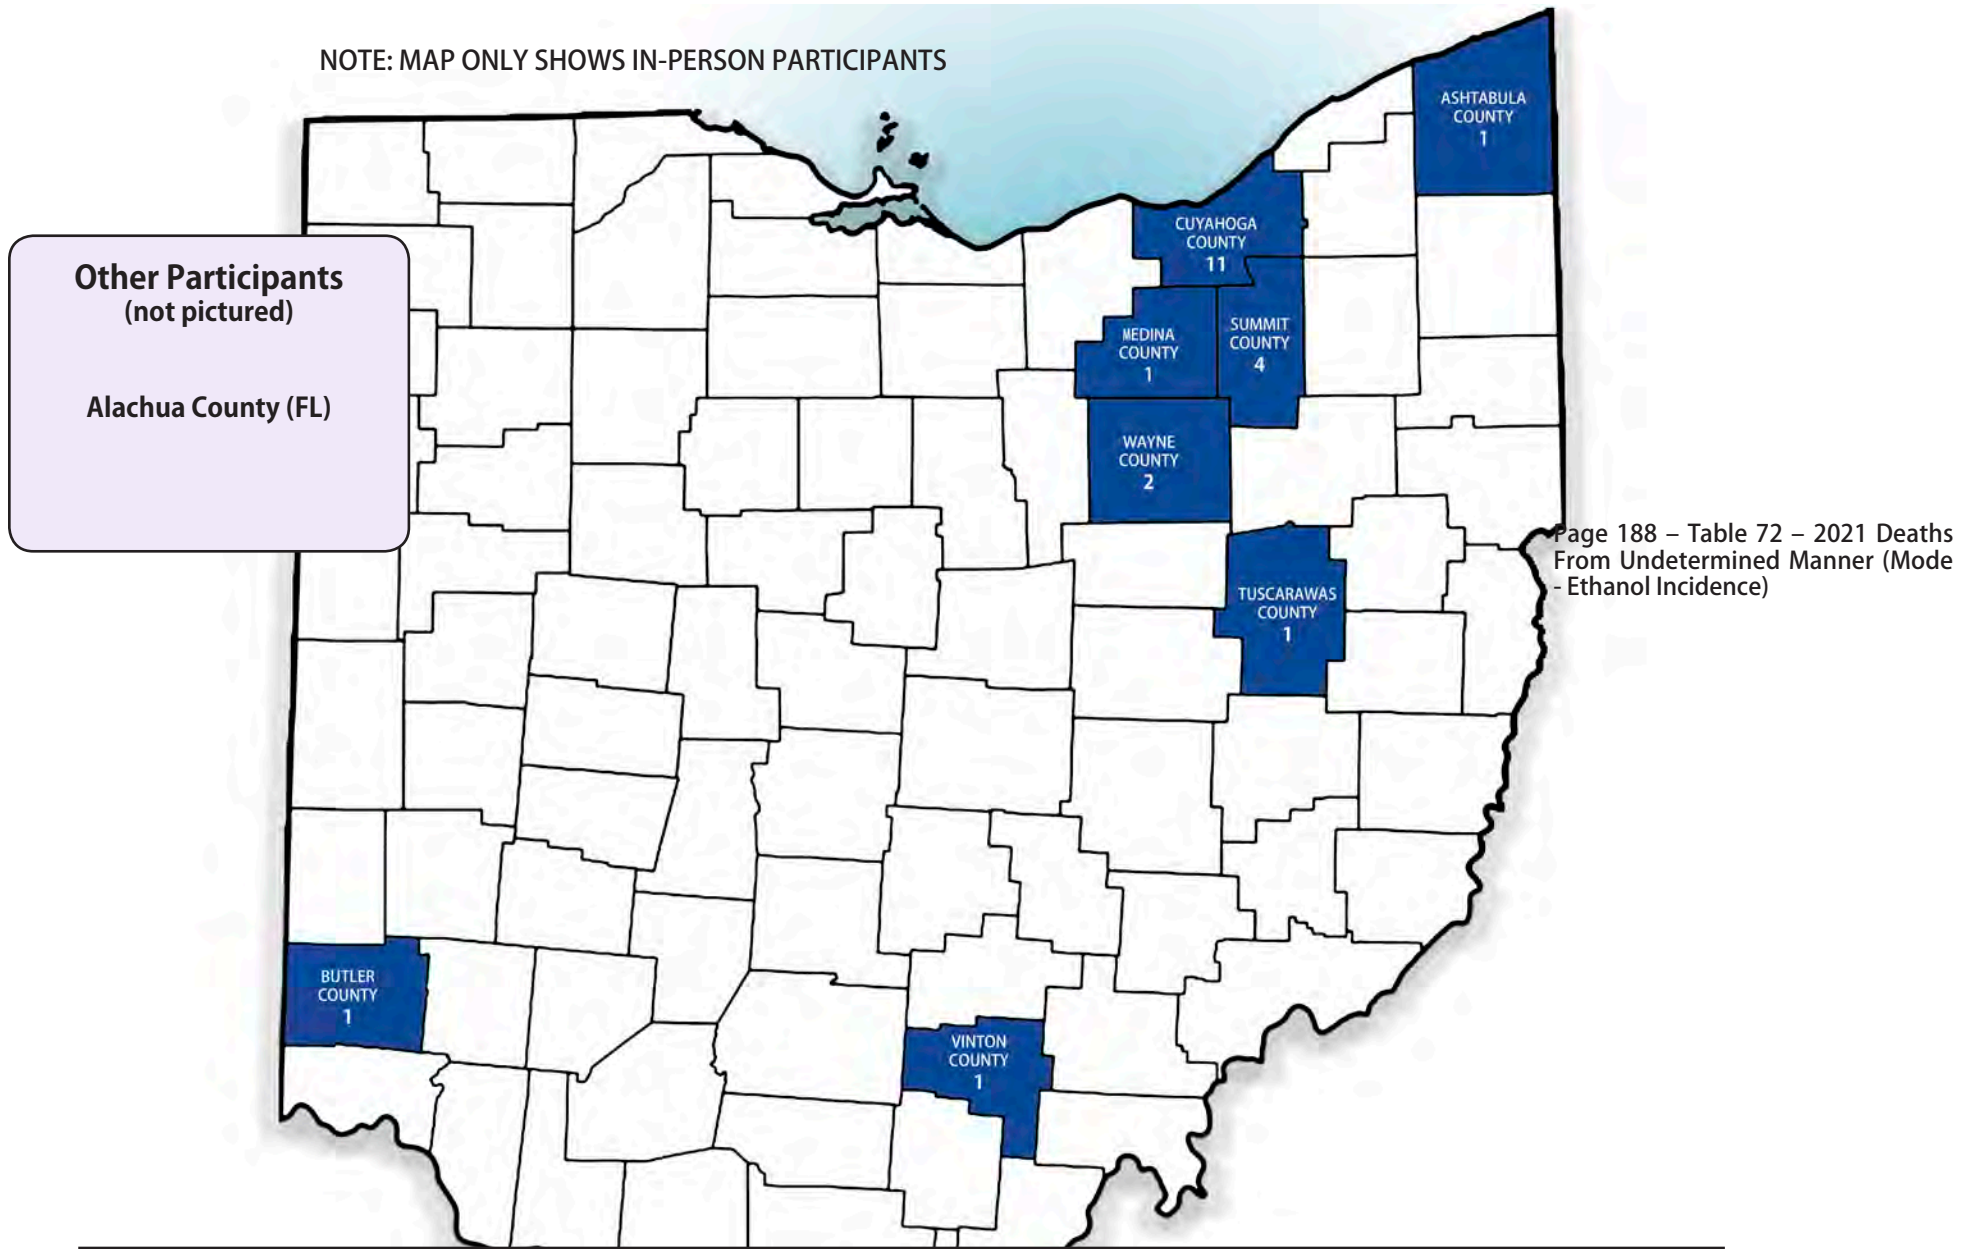 NOTE: MAP ONLY SHOWS IN-PERSON PARTICIPANTS
ASHTABULA
COUNTY
1
CUYAHOGA
COUNTY
11
Other Participants
(not pictured)
Alachua County (FL)
MEDINA
COUNTY
1
SUMMIT
COUNTY
4
WAYNE
COUNTY
2
Page 188 – Table 72 – 2021 Deaths
From Undetermined Manner (Mode
- Ethanol Incidence)
TUSCARAWAS
COUNTY
1
BUTLER
COUNTY
1
VINTON
COUNTY
1